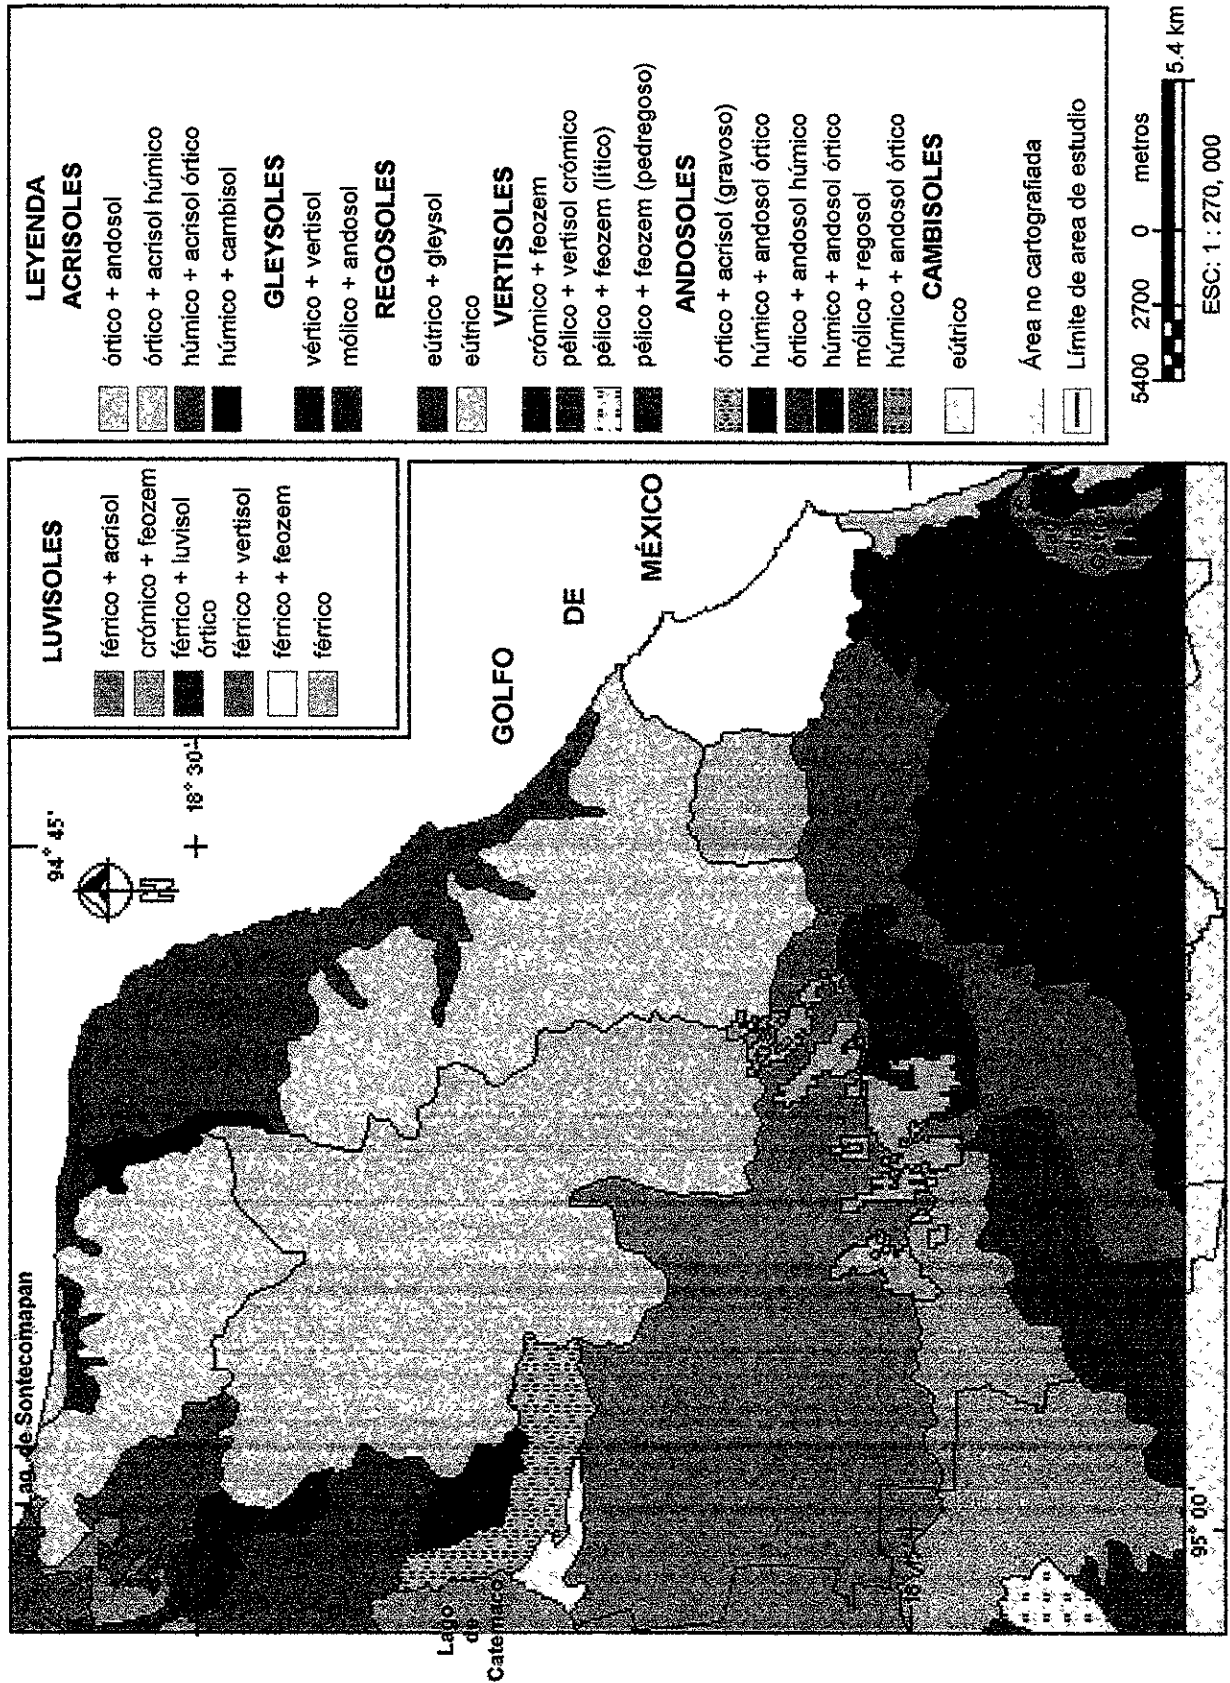 LEYENDA
ACRISOLES
órtico + andosol
órtico + acrisol húmico
húmico + acrisol órtico
húmico + cambisol
GLEYSOLES
vértico + vertisol
mólico + andosol
REGOSOLES
eútrico + gleysol
eútrico
VERTISOLES
crómico + feozem
pélico + vertisol crómico
pélico + feozem (lítico)
pélico + feozem (pedregoso)
ANDOSOLES
órtico + acrisol (gravoso)
húmico + andosol órtico
órtico + andosol húmico
húmico + andosol órtico
mólico + regosol
húmico + andosol órtico
CAMBISOLES
eútrico
Área no cartografiada
Límite de area de estudio
5400 2700 0 metros 5.4 km
ESC: 1 : 270, 000
LUVISOLES
férrico + acrisol
crómico + feozem
férrico + luvisol
órtico
férrico + vertisol
férrico + feozem
férrico
94° 45'
18° 30'
GOLFO
DE
MÉXICO
Lag. de Sontecomapan
Lago
de
Catemaco
95° 00'